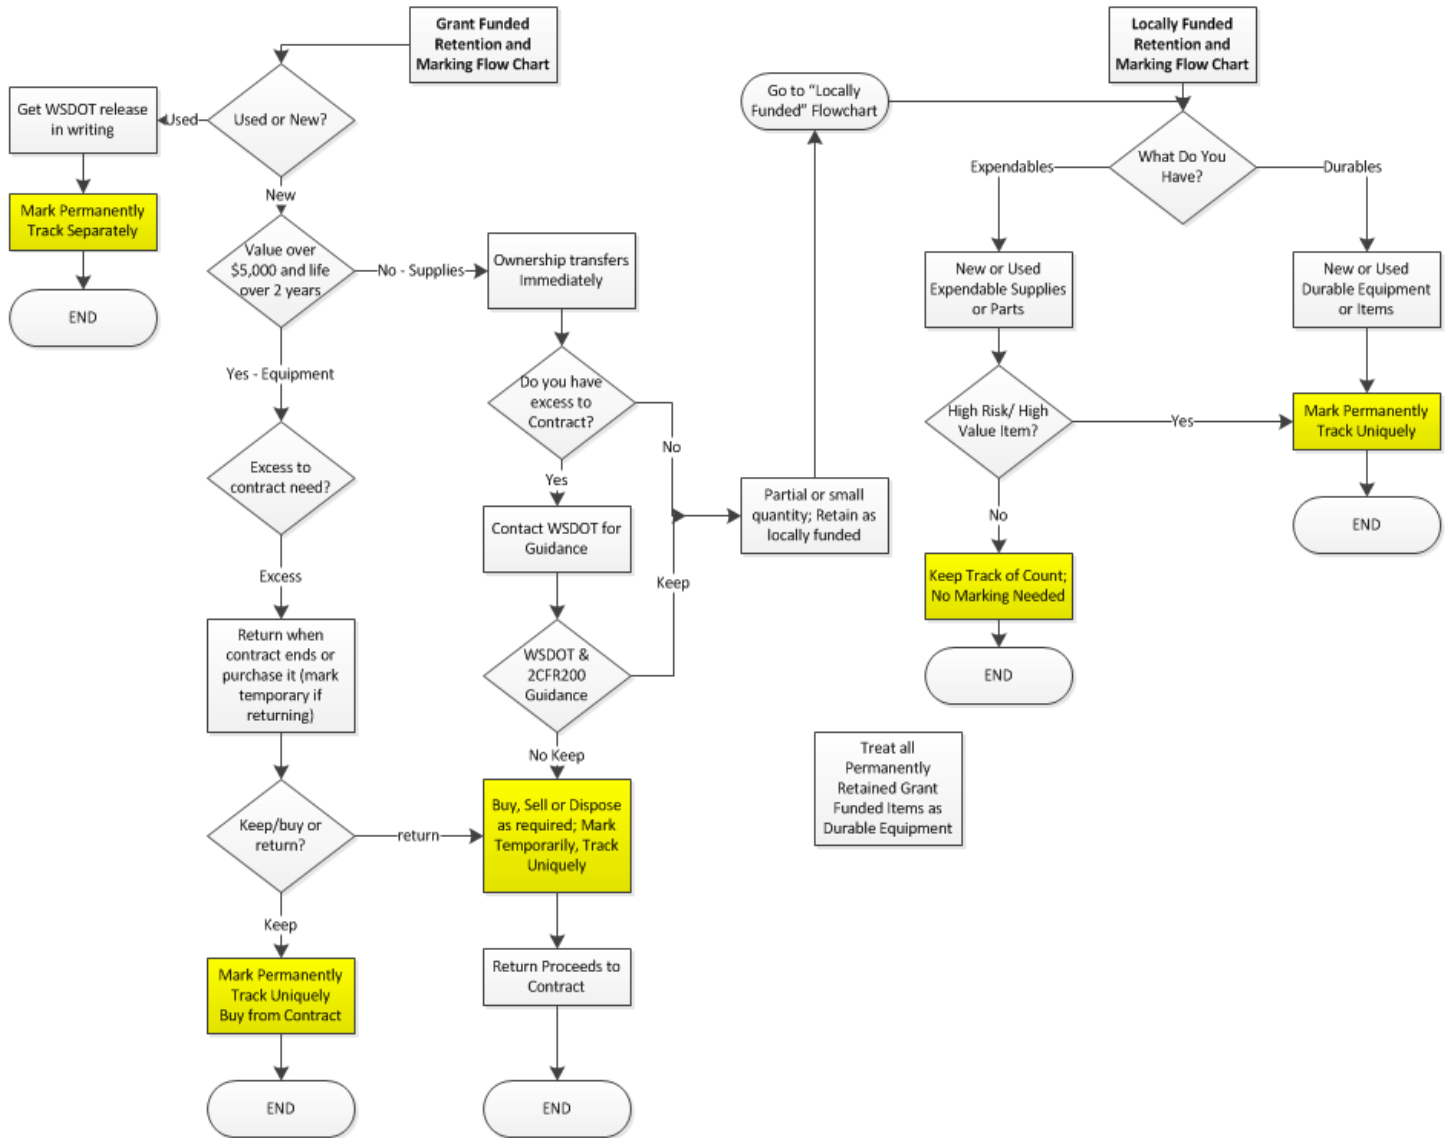 Grant Funded
Retention and
Marking Flow Chart
Used or New?
Used
Get WSDOT release
in writing
Mark Permanently
Track Separately
END
New
Value over
$5,000 and life
over 2 years
No - Supplies
Ownership transfers
Immediately
Do you have
excess to
Contract?
No
Yes
Contact WSDOT for
Guidance
WSDOT &
2CFR200
Guidance
Keep
No Keep
Partial or small
quantity; Retain as
locally funded
Go to "Locally
Funded" Flowchart
Yes - Equipment
Excess to
contract need?
Excess
Return when
contract ends or
purchase it (mark
temporary if
returning)
Keep/buy or
return?
return
Buy, Sell or Dispose
as required; Mark
Temporarily, Track
Uniquely
Return Proceeds to
Contract
END
Keep
Mark Permanently
Track Uniquely
Buy from Contract
END
Locally Funded
Retention and
Marking Flow Chart
What Do You
Have?
Expendables
Durables
New or Used
Expendable Supplies
or Parts
New or Used
Durable Equipment
or Items
High Risk/ High
Value Item?
Yes
Mark Permanently
Track Uniquely
END
No
Keep Track of Count;
No Marking Needed
END
Treat all
Permanently
Retained Grant
Funded Items as
Durable Equipment